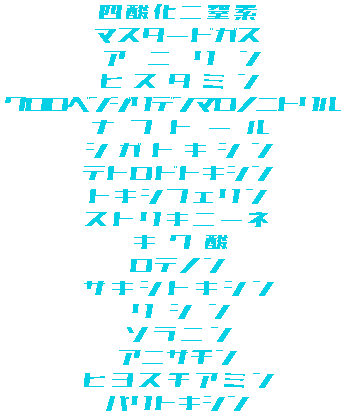 四酸化二窒素
マスタードガス
アニリン
ヒスタミン
クロロベンジリデンマロノニトリル
ナフトール
シガトキシン
テトロドトキシン
トキシフェリン
ストリキニーネ
キク酸
ロテノン
サキシトキシン
リシン
ソラニン
アニサチン
ヒヨスチアミン
パリトキシン